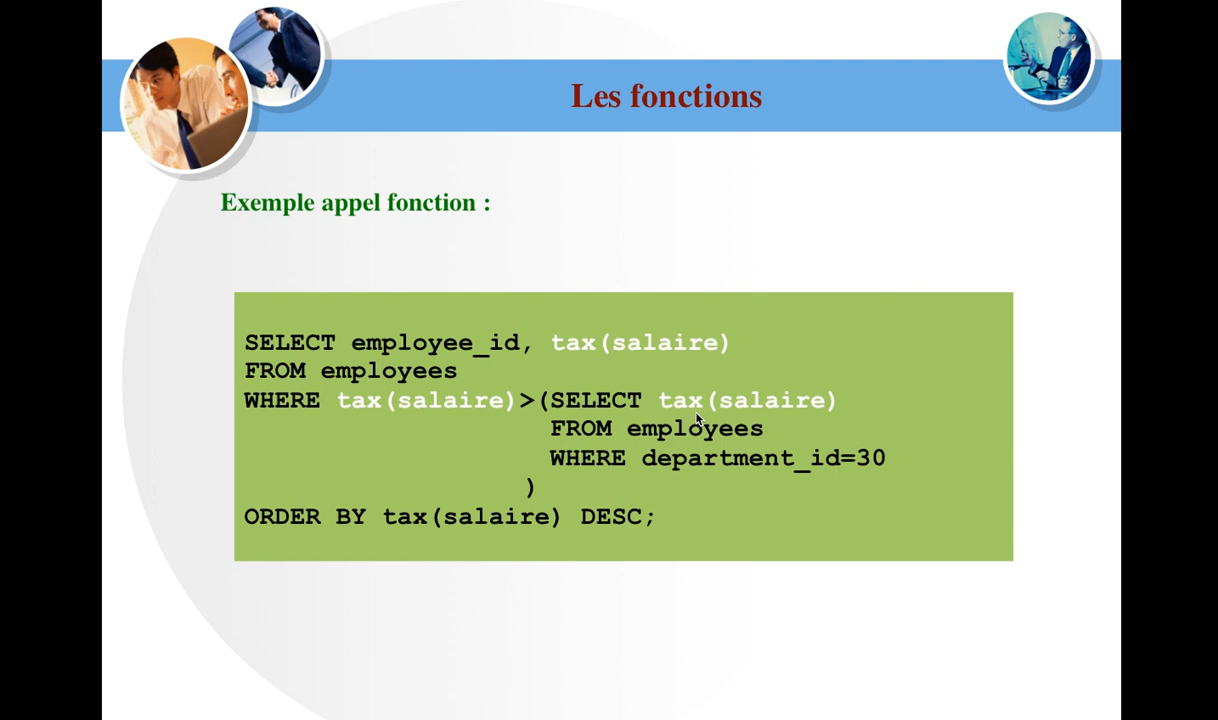 Les fonctions
Exemple appel fonction :
SELECT employee_id, tax(salaire)
FROM employees
WHERE tax(salaire)>(SELECT tax(salaire)
FROM employees
WHERE department_id=30
)
ORDER BY tax(salaire) DESC;